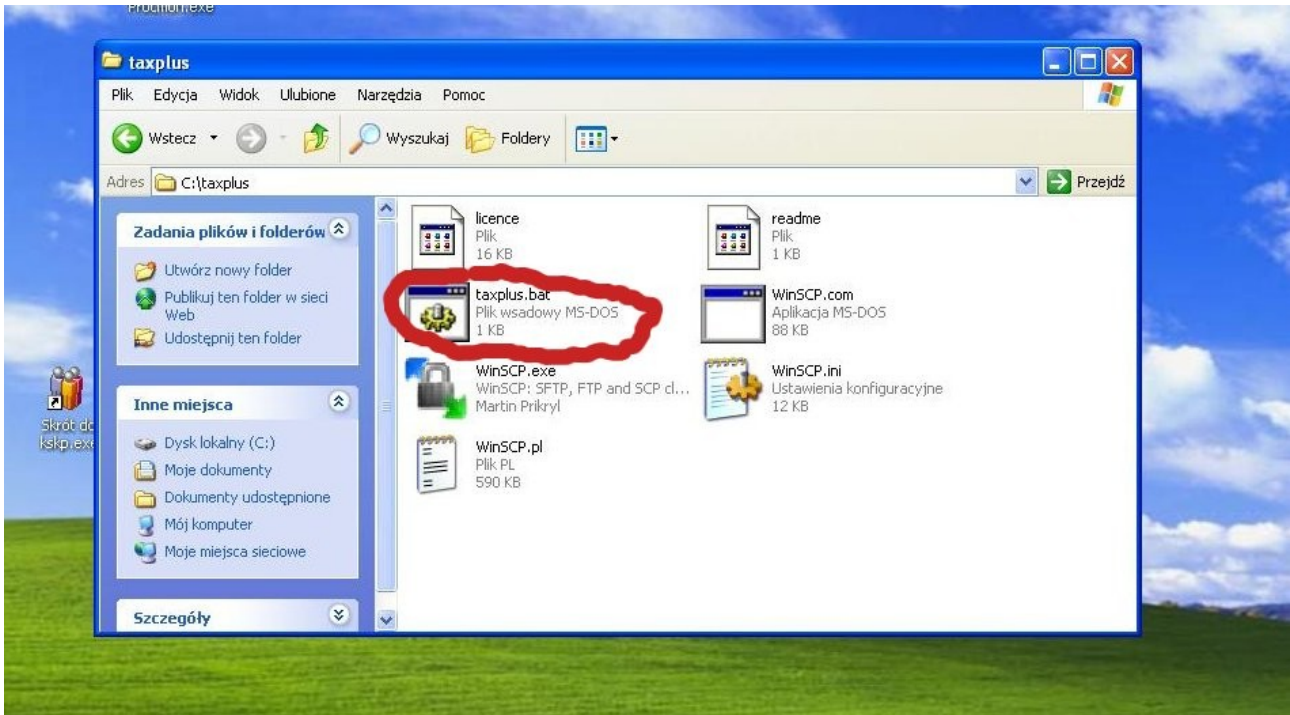 Procmon.exe
taxplus
Plik Edycja Widok Ulubione Narzędzia Pomoc
Wstecz Wyszukaj Foldery
Adres C:\taxplus Przejdź
Zadania plików i folderów
Utwórz nowy folder
Publikuj ten folder w sieci
Web
Udostępnij ten folder
Inne miejsca
Dysk lokalny (C:)
Moje dokumenty
Dokumenty udostępnione
Mój komputer
Moje miejsca sieciowe
Szczegóły
licence
Plik
16 KB
readme
Plik
1 KB
taxplus.bat
Plik wsadowy MS-DOS
1 KB
WinSCP.com
Aplikacja MS-DOS
88 KB
WinSCP.exe
WinSCP: SFTP, FTP and SCP cl...
Martin Prikryl
WinSCP.ini
Ustawienia konfiguracyjne
12 KB
WinSCP.pl
Plik PL
590 KB
Skrót do
kskp.exe